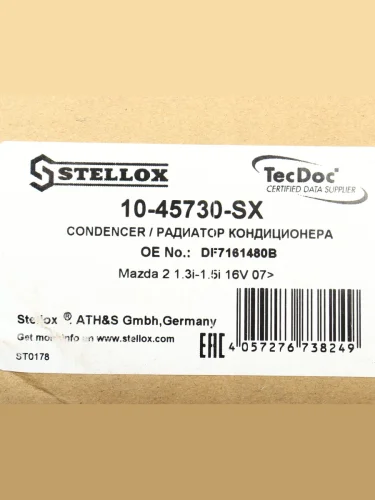 STELLOX
TecDoc
CERTIFIED DATA SUPPLIER
10-45730-SX
CONDENCER / РАДИАТОР КОНДИЦИОНЕРА
OE No.: DF7161480B
Mazda 2 1.3i-1.5i 16V 07>
Stellox ® ATH&S Gmbh,Germany
Get more info on www.stellox.com
ST0178
EAC
4 057276 738249